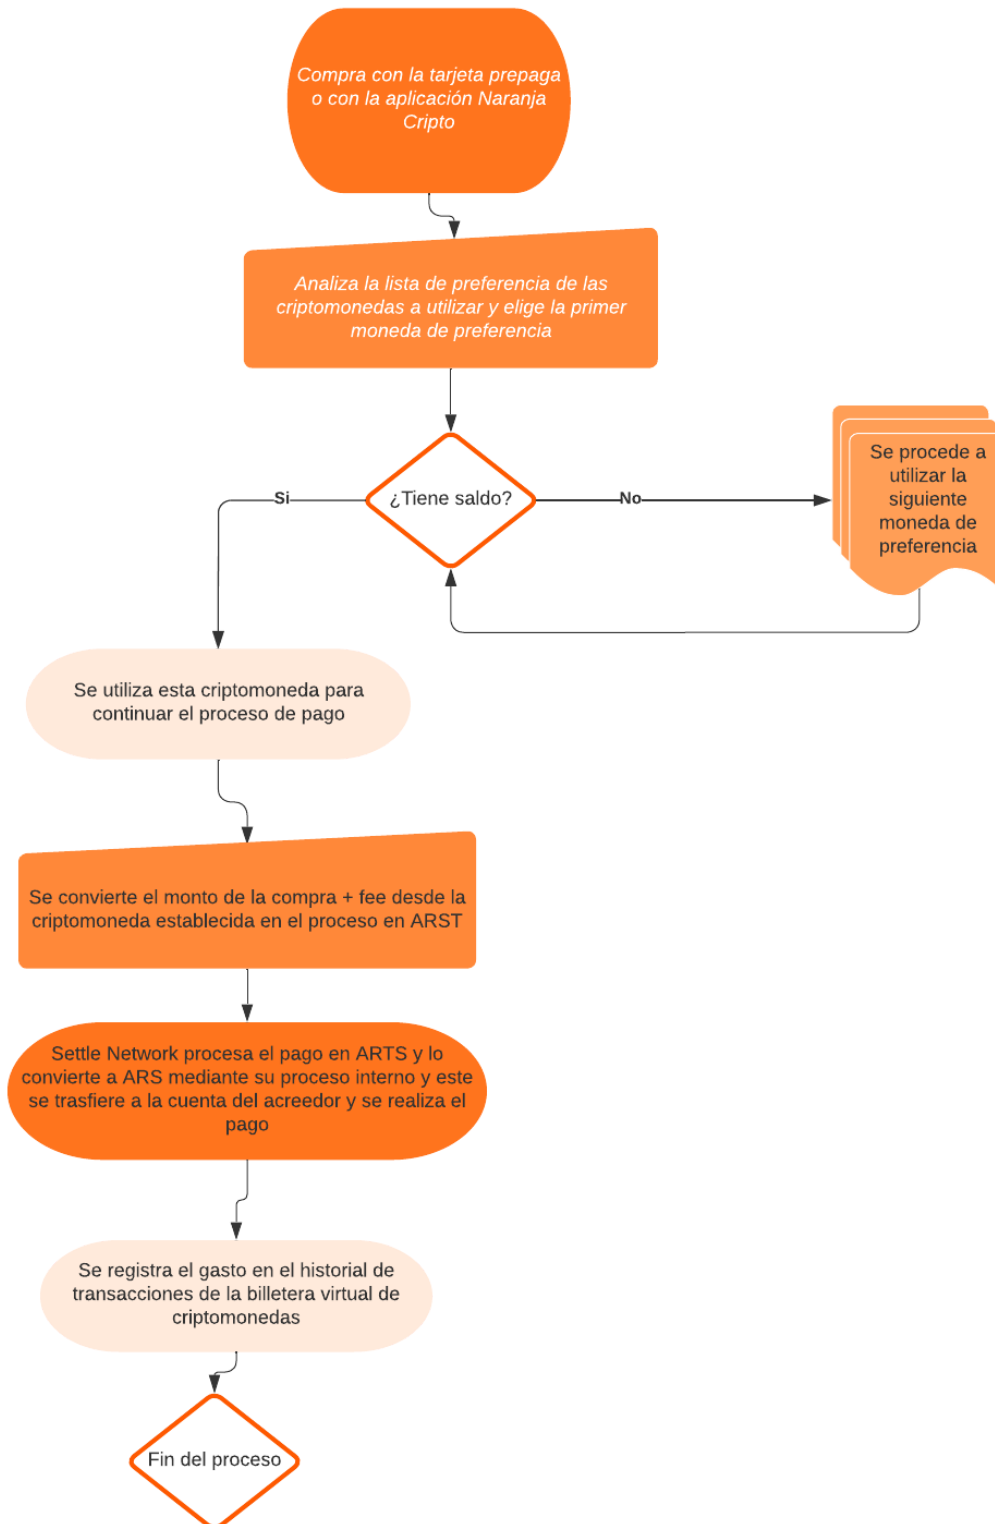 Compra con la tarjeta prepaga
o con la aplicación Naranja
Cripto
Analiza la lista de preferencia de las
criptomonedas a utilizar y elige la primer
moneda de preferencia
¿Tiene saldo?
Si
No
Se procede a
utilizar la
siguiente
moneda de
preferencia
Se utiliza esta criptomoneda para
continuar el proceso de pago
Se convierte el monto de la compra + fee desde la
criptomoneda establecida en el proceso en ARST
Settle Network procesa el pago en ARTS y lo
convierte a ARS mediante su proceso interno y este
se trasfiere a la cuenta del acreedor y se realiza el
pago
Se registra el gasto en el historial de
transacciones de la billetera virtual de
criptomonedas
Fin del proceso